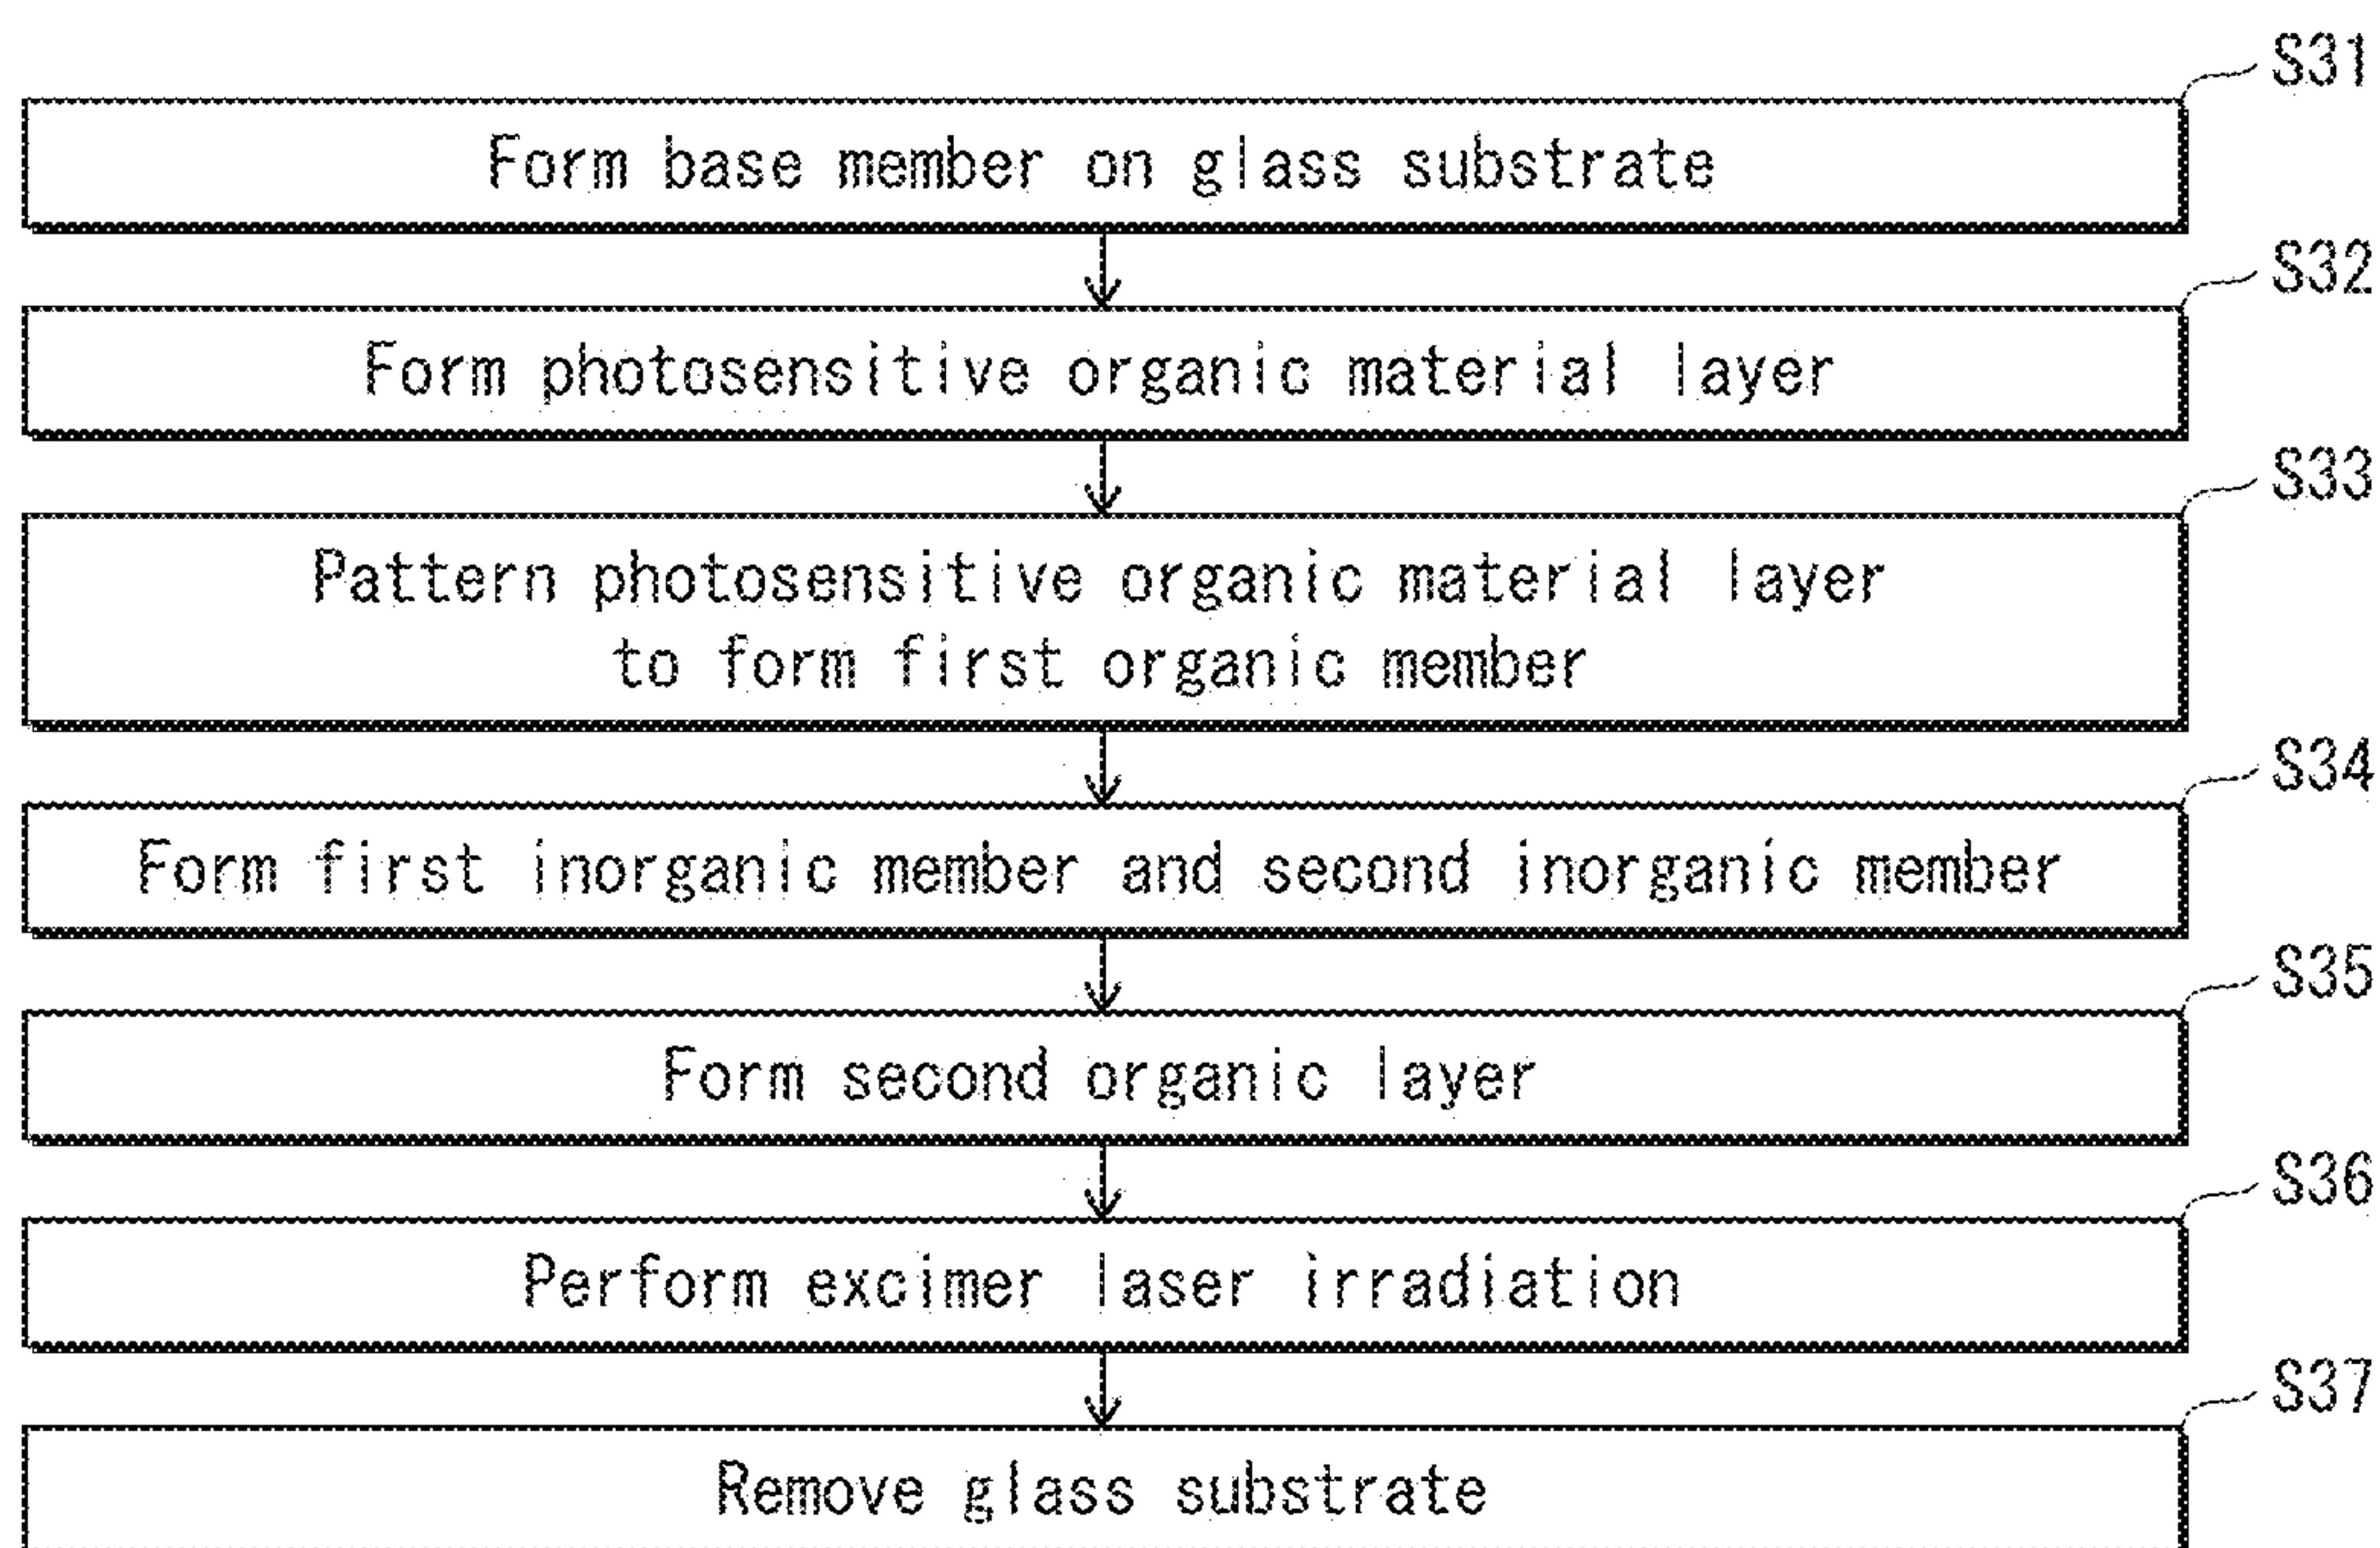 S31
Form base member on glass substrate
S32
Form photosensitive organic material layer
S33
Pattern photosensitive organic material layer
to form first organic member
S34
Form first inorganic member and second inorganic member
S35
Form second organic layer
S36
Perform excimer laser irradiation
S37
Remove glass substrate